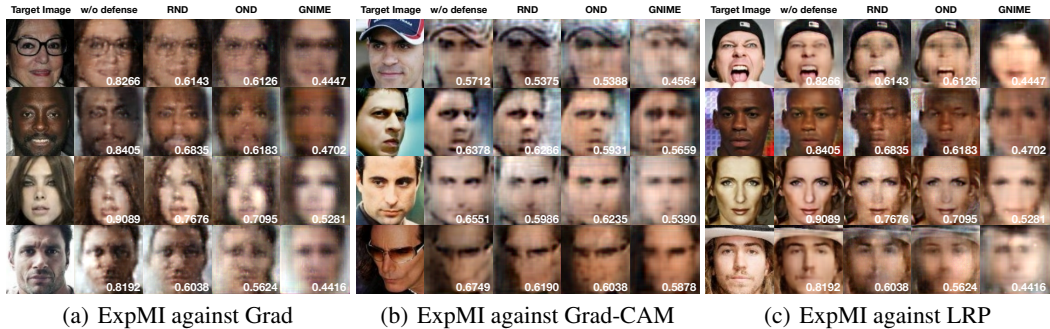 Target Image w/o defense RND OND GNIME Target Image w/o defense RND OND GNIME Target Image w/o defense RND OND GNIME
0.8266 0.6143 0.6126 0.4447 0.5712 0.5375 0.5388 0.4564 0.8266 0.6143 0.6126 0.4447
0.8405 0.6835 0.6183 0.4702 0.6378 0.6286 0.5931 0.5659 0.8405 0.6835 0.6183 0.4702
0.9089 0.7676 0.7095 0.5281 0.6551 0.5986 0.6235 0.5390 0.9089 0.7676 0.7095 0.5281
0.8192 0.6038 0.5624 0.4416 0.6749 0.6190 0.6038 0.5878 0.8192 0.6038 0.5624 0.4416
(a) ExpMI against Grad (b) ExpMI against Grad-CAM (c) ExpMI against LRP